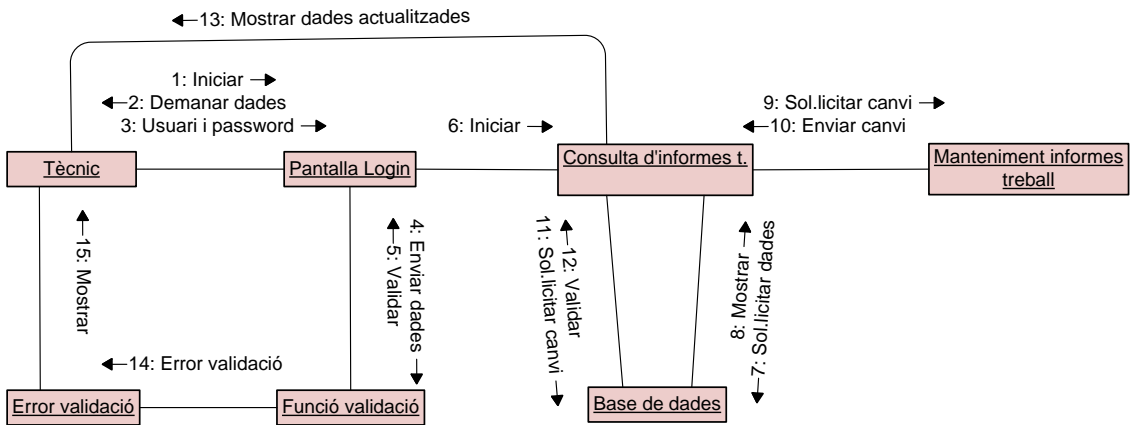 13: Mostrar dades actualitzades
1: Iniciar
2: Demanar dades
3: Usuari i password
6: Iniciar
9: Sol.licitar canvi
10: Enviar canvi
Tècnic
Pantalla Login
Consulta d'informes t.
Manteniment informes
treball
15: Mostrar
4: Enviar dades
5: Validar
12: Validar
11: Sol.licitar canvi
8: Mostrar
7: Sol.licitar dades
14: Error validació
Error validació
Funció validació
Base de dades